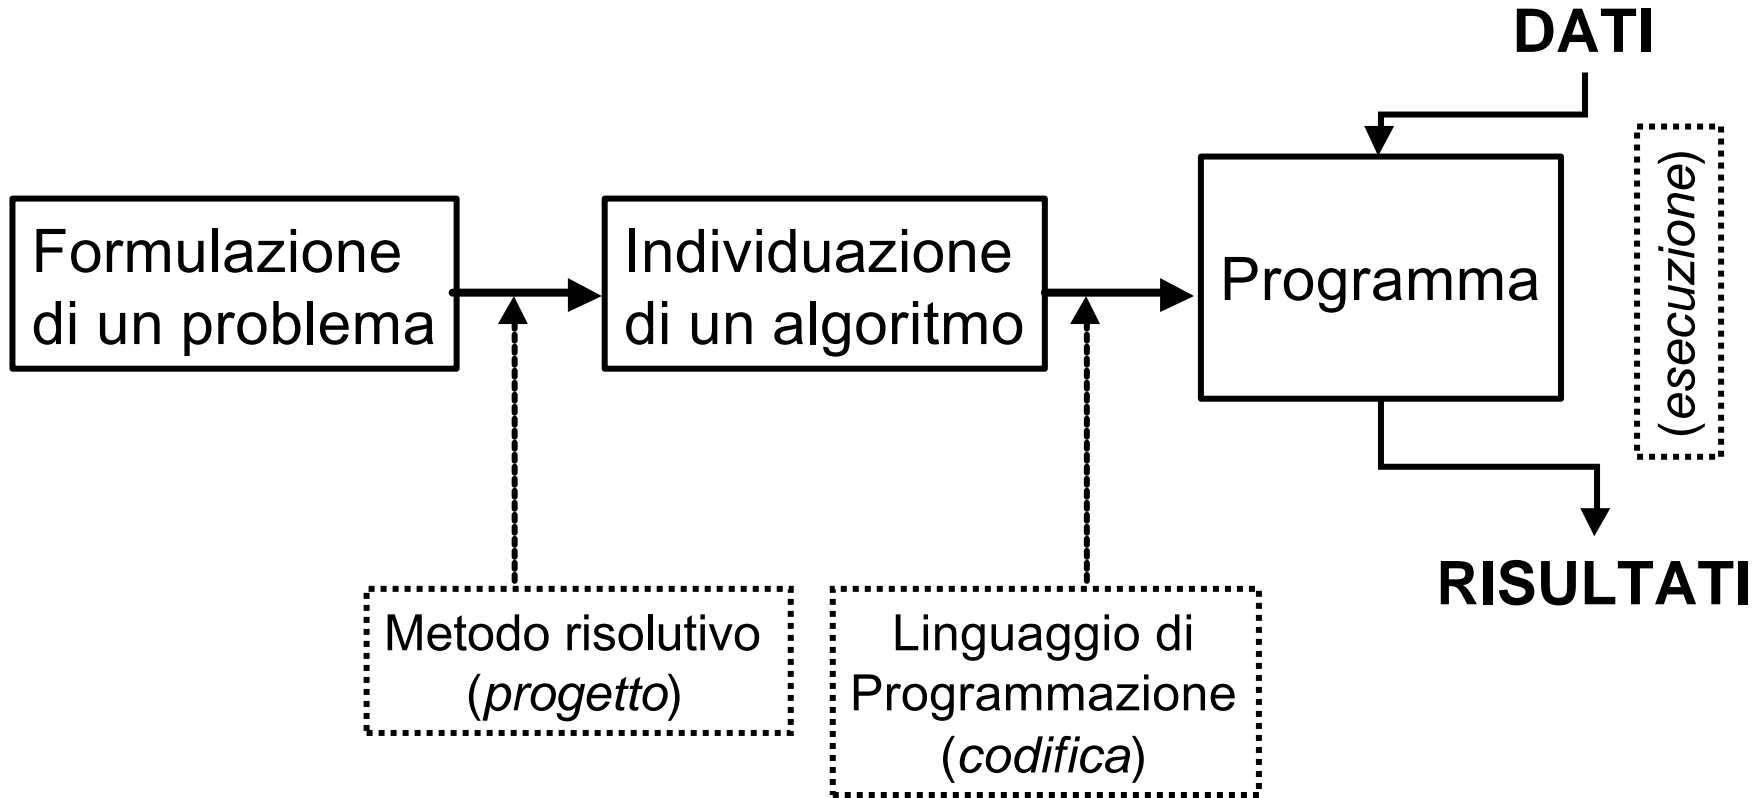 DATI
Formulazione
di un problema
Individuazione
di un algoritmo
Programma
(esecuzione)
RISULTATI
Metodo risolutivo
(progetto)
Linguaggio di
Programmazione
(codifica)